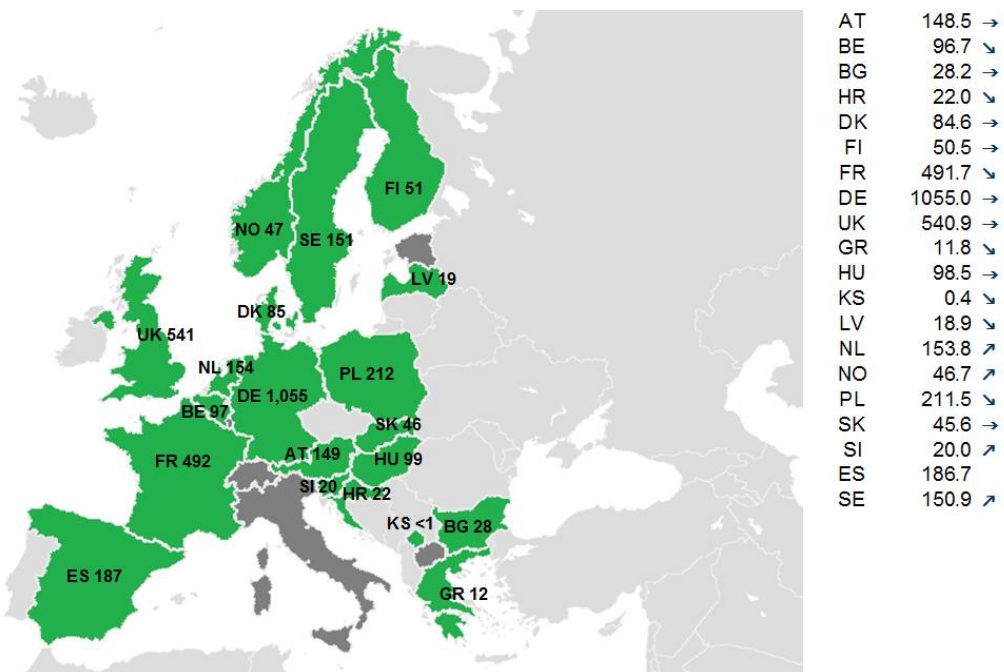 FI 51
NO 47
SE 151
LV 19
DK 85
UK 541
NL 154
PL 212
DE 1,055
BE 97
SK 46
AT 149
HU 99
FR 492
SI 20
HR 22
KS <1
BG 28
ES 187
GR 12
AT 148.5 →
BE 96.7 ↘
BG 28.2 →
HR 22.0 ↘
DK 84.6 →
FI 50.5 →
FR 491.7 ↘
DE 1055.0 →
UK 540.9 →
GR 11.8 ↘
HU 98.5 →
KS 0.4 ↘
LV 18.9 ↘
NL 153.8 ↗
NO 46.7 ↗
PL 211.5 ↘
SK 45.6 →
SI 20.0 ↗
ES 186.7
SE 150.9 ↗